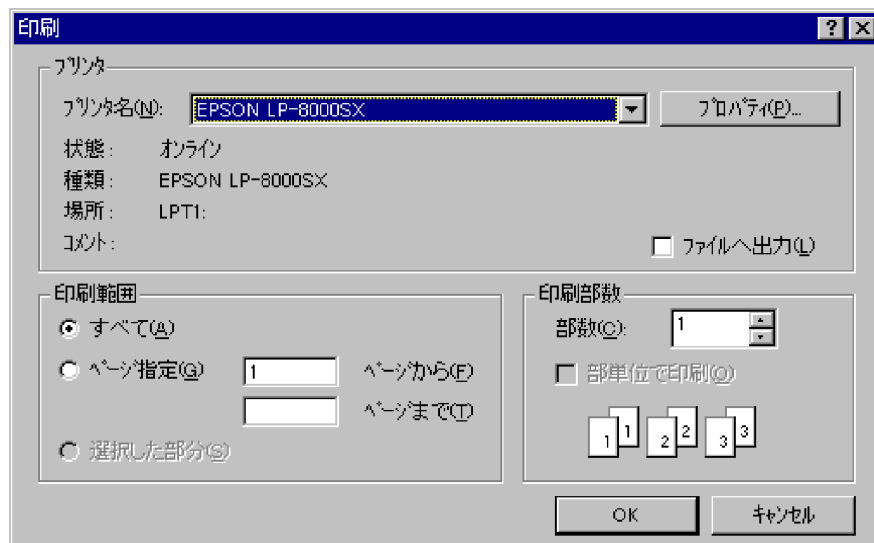 印刷
プリンタ
プリンタ名(N): EPSON LP-8000SX プロパティ(P)...
状態: オンライン
種類: EPSON LP-8000SX
場所: LPT1:
コメント: ファイルへ出力(L)
印刷範囲
すべて(A)
ページ指定(G) 1 ページから(F)
ページまで(T)
選択した部分(S)
印刷部数
部数(C): 1
部単位で印刷(O)
1 1 2 2 3 3
OK キャンセル